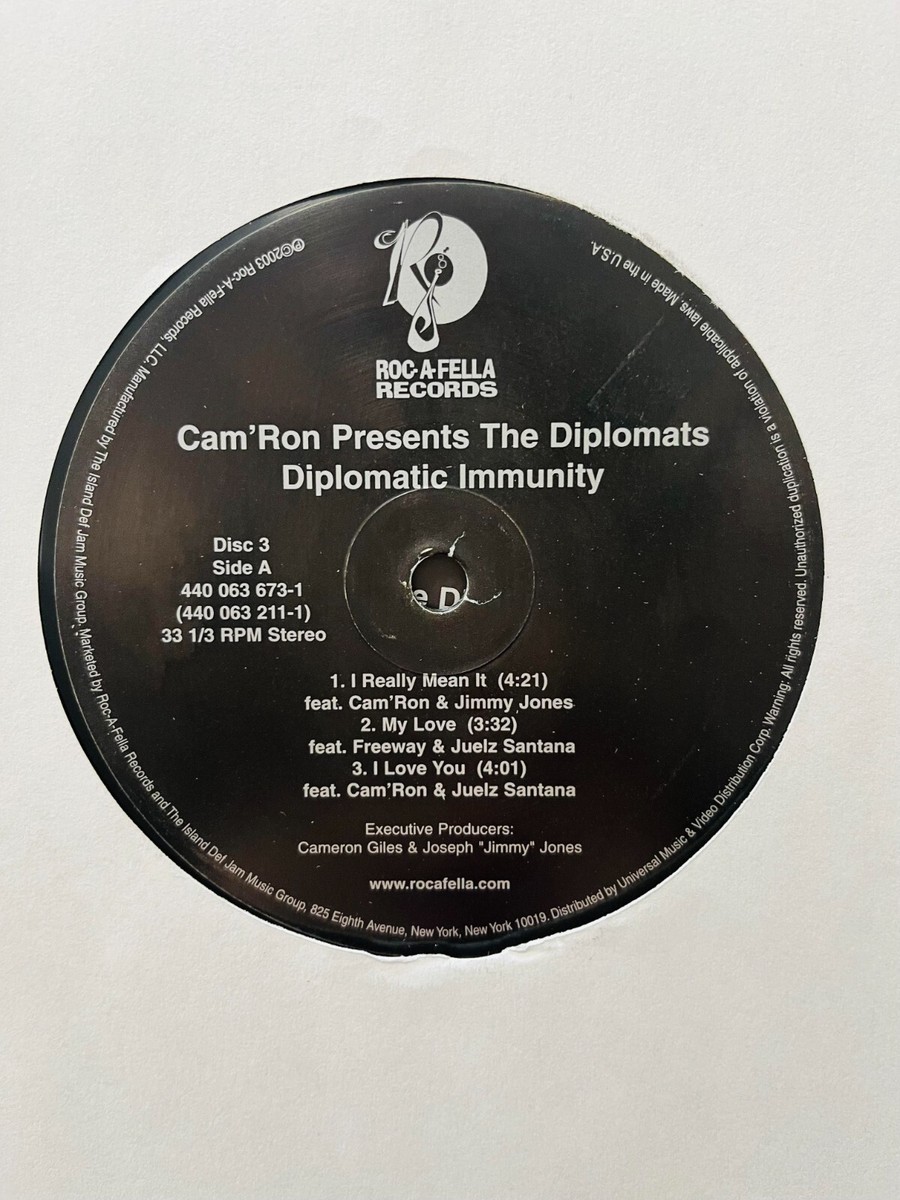 ROC-A-FELLA
RECORDS
Cam'Ron Presents The Diplomats
Diplomatic Immunity
Disc 3
Side A
440 063 673-1
(440 063 211-1)
33 1/3 RPM Stereo
e D
1. I Really Mean It (4:21)
feat. Cam'Ron & Jimmy Jones
2. My Love (3:32)
feat. Freeway & Juelz Santana
3. I Love You (4:01)
feat. Cam'Ron & Juelz Santana
Executive Producers:
Cameron Giles & Joseph "Jimmy" Jones
www.rocafella.com
℗©2003 Roc-A-Fella Records, LLC. Manufactured by The Island Def Jam Music Group. Marketed by Roc-A-Fella Records and The Island Def Jam Music Group, 825 Eighth Avenue, New York, New York 10019. Distributed by Universal Music & Video Distribution Corp. Warning: All rights reserved. Unauthorized duplication is a violation of applicable laws. Made in the U.S.A.